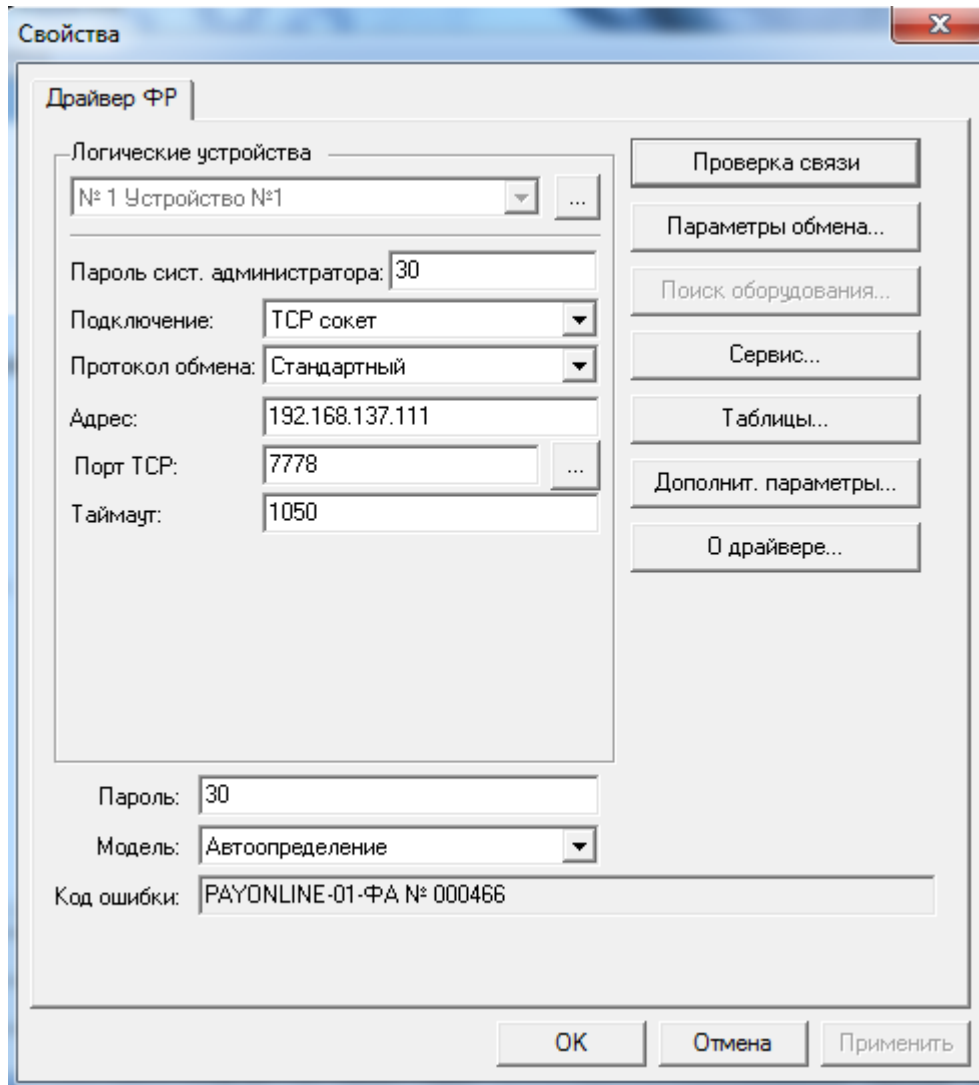 Свойства
Драйвер ФР
Логические устройства
№ 1 Устройство №1
...
Пароль сист. администратора: 30
Подключение: TCP сокет
Протокол обмена: Стандартный
Адрес: 192.168.137.111
Порт TCP: 7778
...
Таймаут: 1050
Проверка связи
Параметры обмена...
Поиск оборудования...
Сервис...
Таблицы...
Дополнит. параметры...
О драйвере...
Пароль: 30
Модель: Автоопределение
Код ошибки: PAYONLINE-01-ФА № 000466
OK
Отмена
Применить